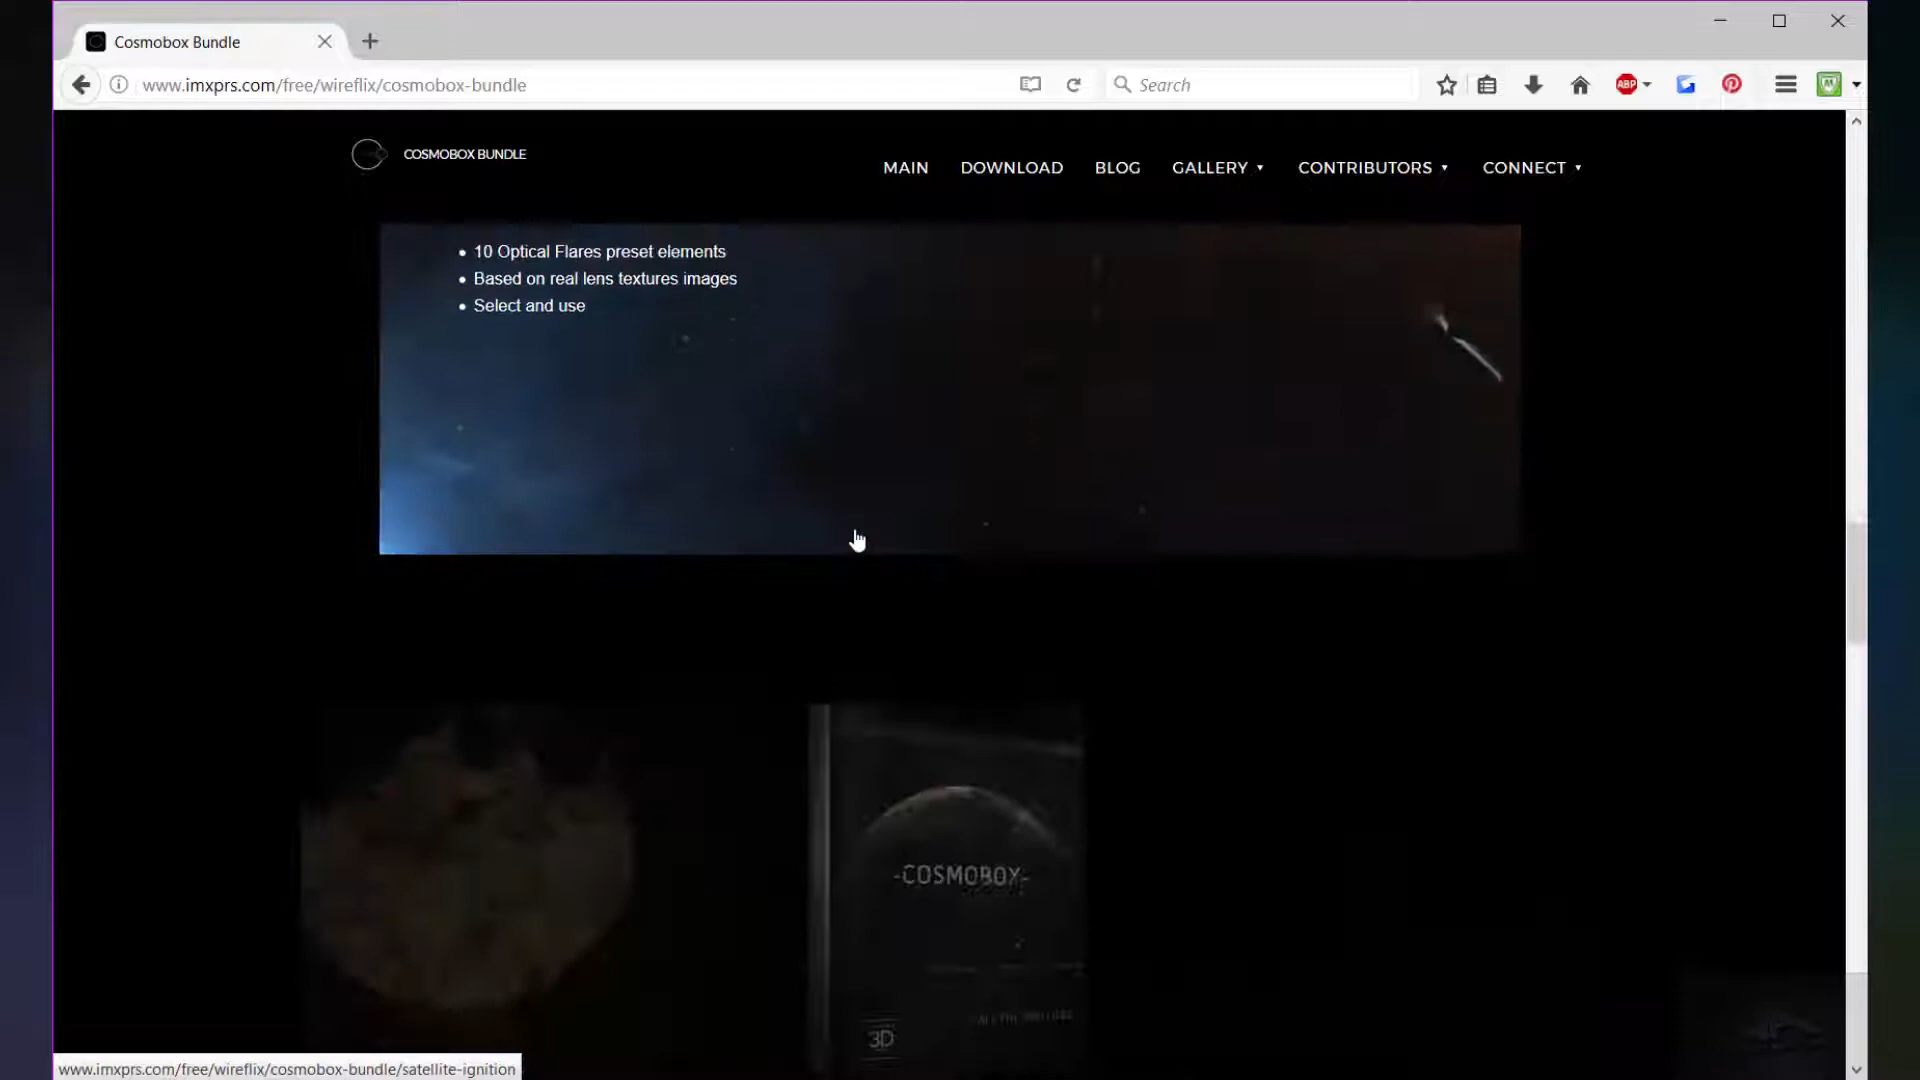 Cosmobox Bundle
www.imxprs.com/free/wireflix/cosmobox-bundle
Search
ABP
COSMOBOX BUNDLE
MAIN
DOWNLOAD
BLOG
GALLERY
CONTRIBUTORS
CONNECT
10 Optical Flares preset elements
Based on real lens textures images
Select and use
-COSMOBOX-
3D
www.imxprs.com/free/wireflix/cosmobox-bundle/satellite-ignition